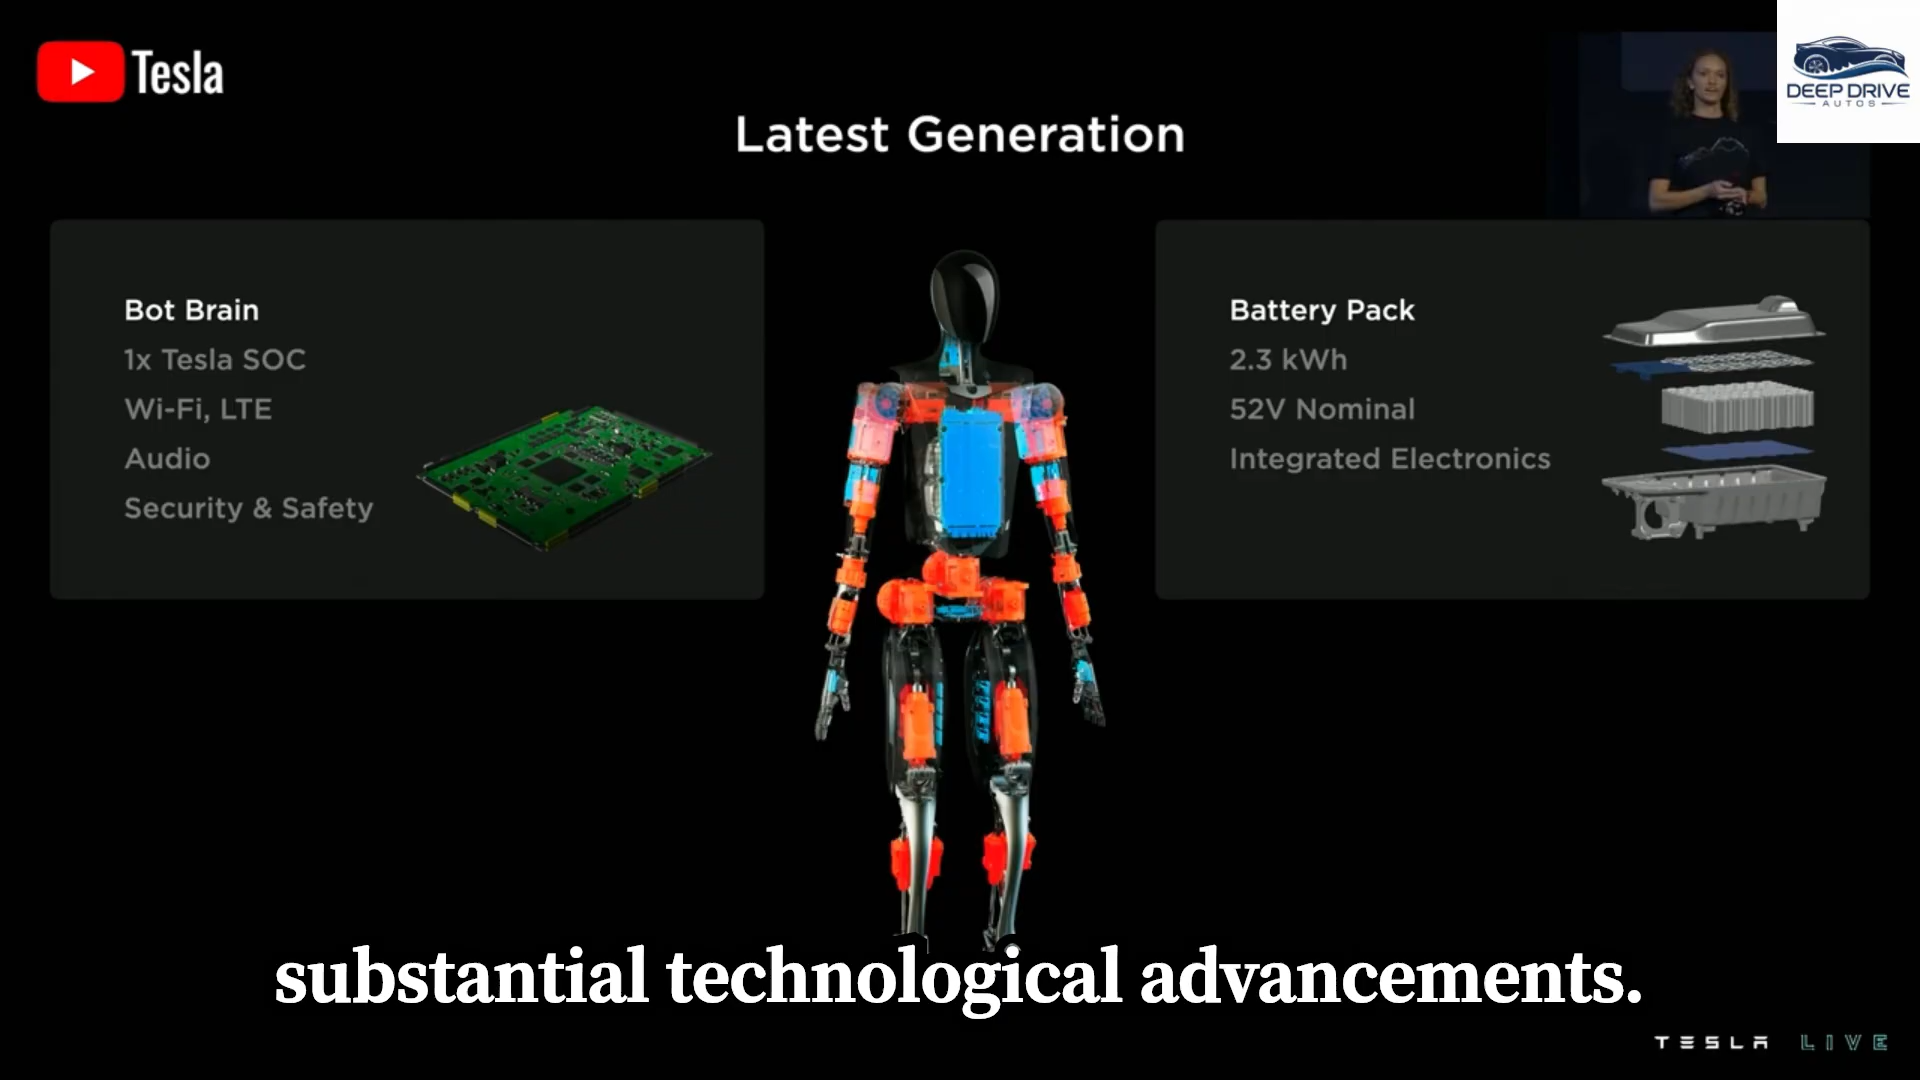 Tesla
DEEP DRIVE
AUTOS
Latest Generation
Bot Brain
1x Tesla SOC
Wi-Fi, LTE
Audio
Security & Safety
Battery Pack
2.3 kWh
52V Nominal
Integrated Electronics
substantial technological advancements.
TESLA LIVE